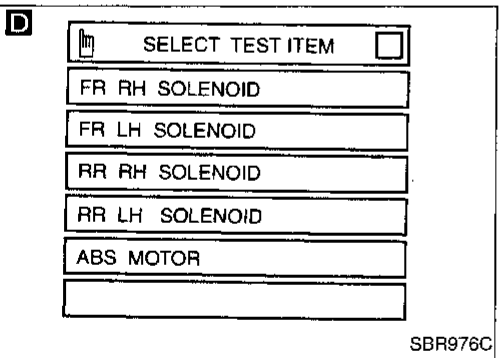 D
SELECT TEST ITEM
FR RH SOLENOID
FR LH SOLENOID
RR RH SOLENOID
RR LH SOLENOID
ABS MOTOR
SBR976C